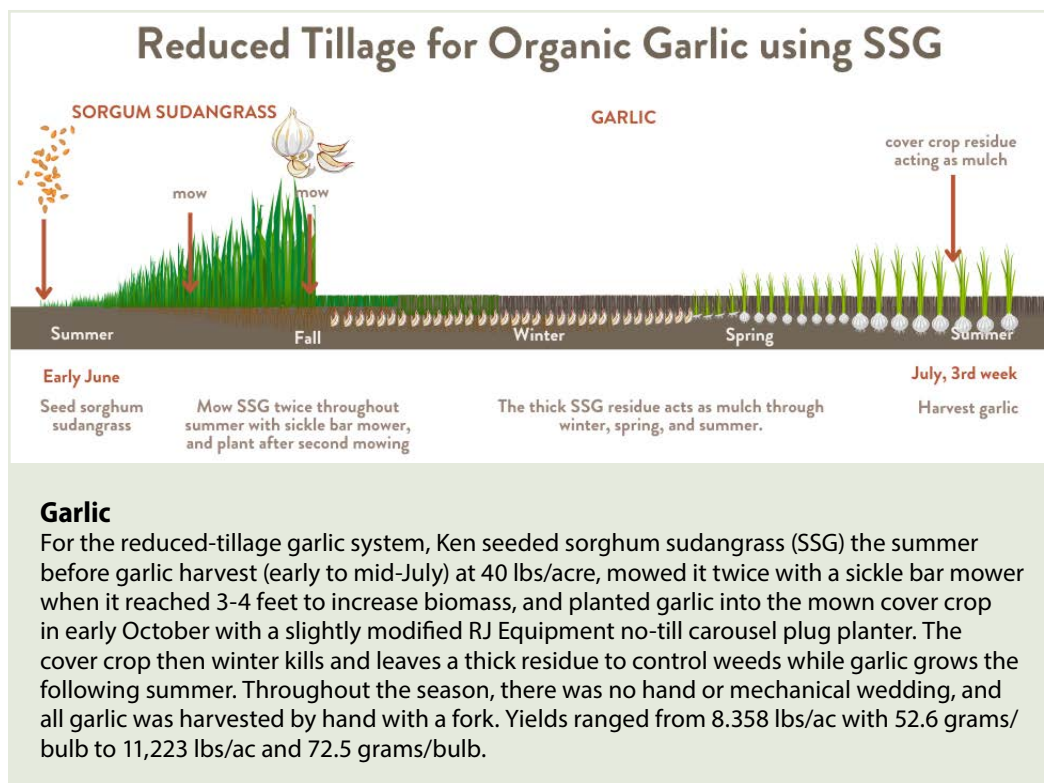 Reduced Tillage for Organic Garlic using SSG
SORGUM SUDANGRASS
GARLIC
cover crop residue
acting as mulch
mow
mow
Summer
Fall
Winter
Spring
Summer
Early June
July, 3rd week
Seed sorghum
sudangrass
Mow SSG twice throughout
summer with sickle bar mower,
and plant after second mowing
The thick SSG residue acts as mulch through
winter, spring, and summer.
Harvest garlic
Garlic
For the reduced-tillage garlic system, Ken seeded sorghum sudangrass (SSG) the summer
before garlic harvest (early to mid-July) at 40 lbs/acre, mowed it twice with a sickle bar mower
when it reached 3-4 feet to increase biomass, and planted garlic into the mown cover crop
in early October with a slightly modified RJ Equipment no-till carousel plug planter. The
cover crop then winter kills and leaves a thick residue to control weeds while garlic grows the
following summer. Throughout the season, there was no hand or mechanical wedding, and
all garlic was harvested by hand with a fork. Yields ranged from 8.358 lbs/ac with 52.6 grams/
bulb to 11,223 lbs/ac and 72.5 grams/bulb.